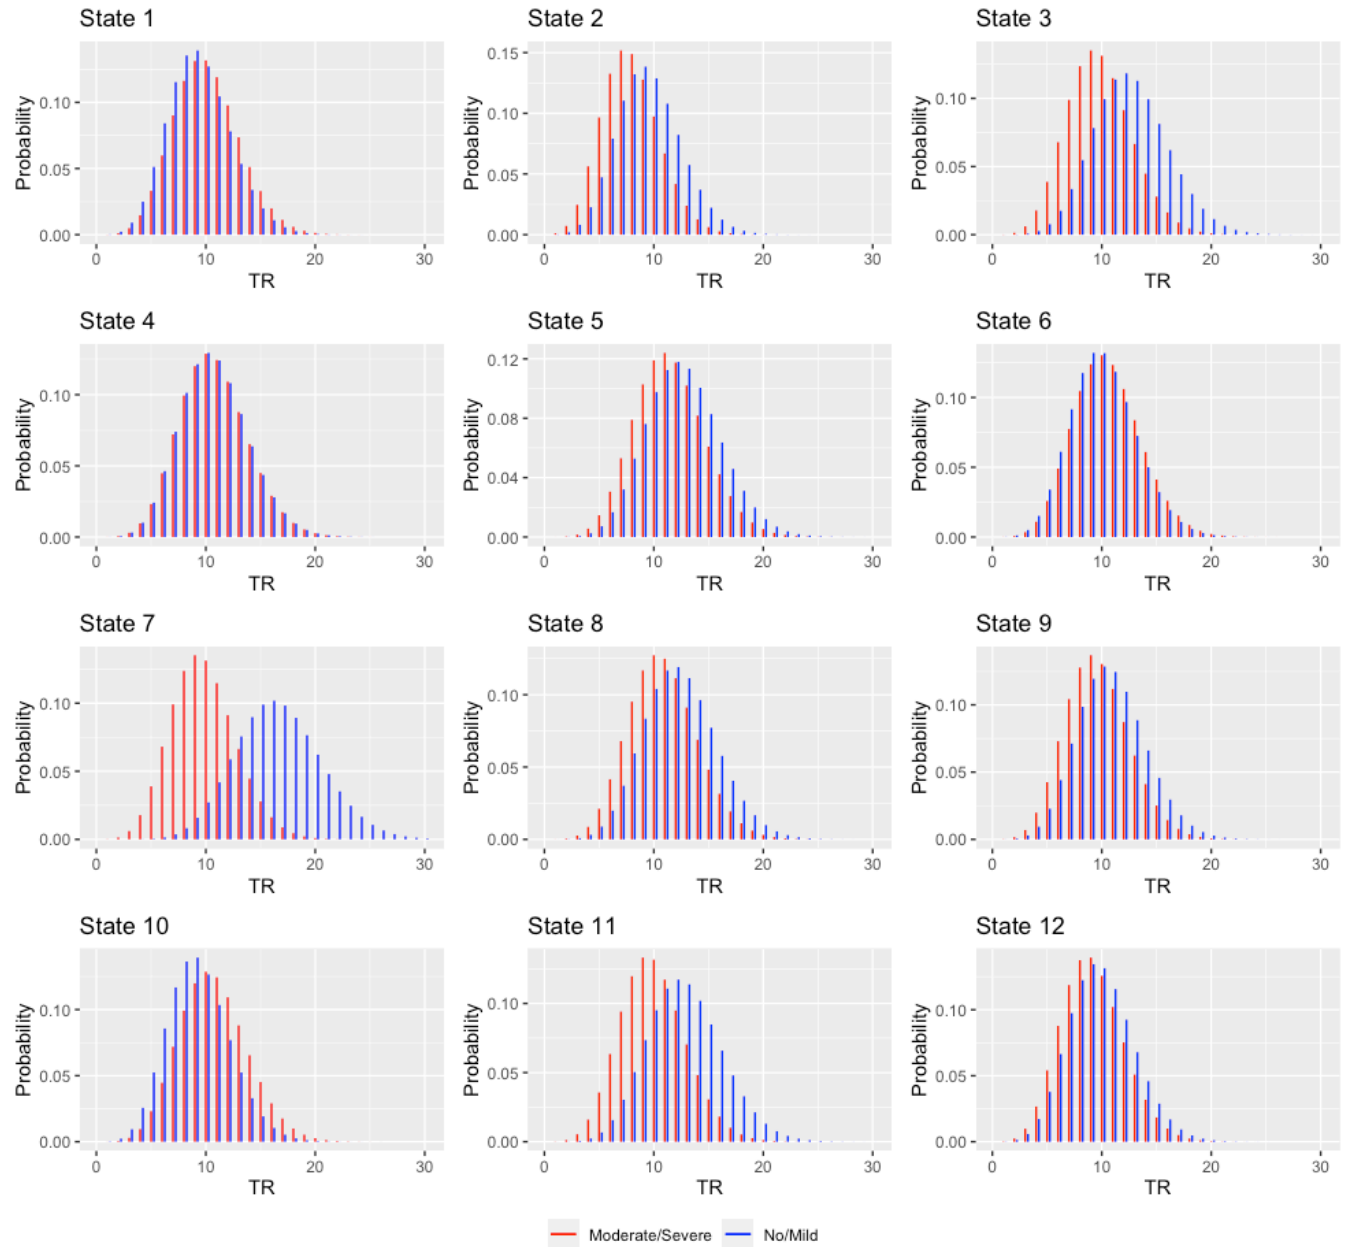 State 1 State 2 State 3
Probability 0.10 0.05 0.00 Probability 0.15 0.10 0.05 0.00 Probability 0.10 0.05 0.00
0 10 20 30 0 10 20 30 0 10 20 30
TR TR TR
State 4 State 5 State 6
Probability 0.10 0.05 0.00 Probability 0.12 0.08 0.04 0.00 Probability 0.10 0.05 0.00
0 10 20 30 0 10 20 30 0 10 20 30
TR TR TR
State 7 State 8 State 9
Probability 0.10 0.05 0.00 Probability 0.10 0.05 0.00 Probability 0.10 0.05 0.00
0 10 20 30 0 10 20 30 0 10 20 30
TR TR TR
State 10 State 11 State 12
Probability 0.10 0.05 0.00 Probability 0.10 0.05 0.00 Probability 0.10 0.05 0.00
0 10 20 30 0 10 20 30 0 10 20 30
TR TR TR
Moderate/Severe No/Mild